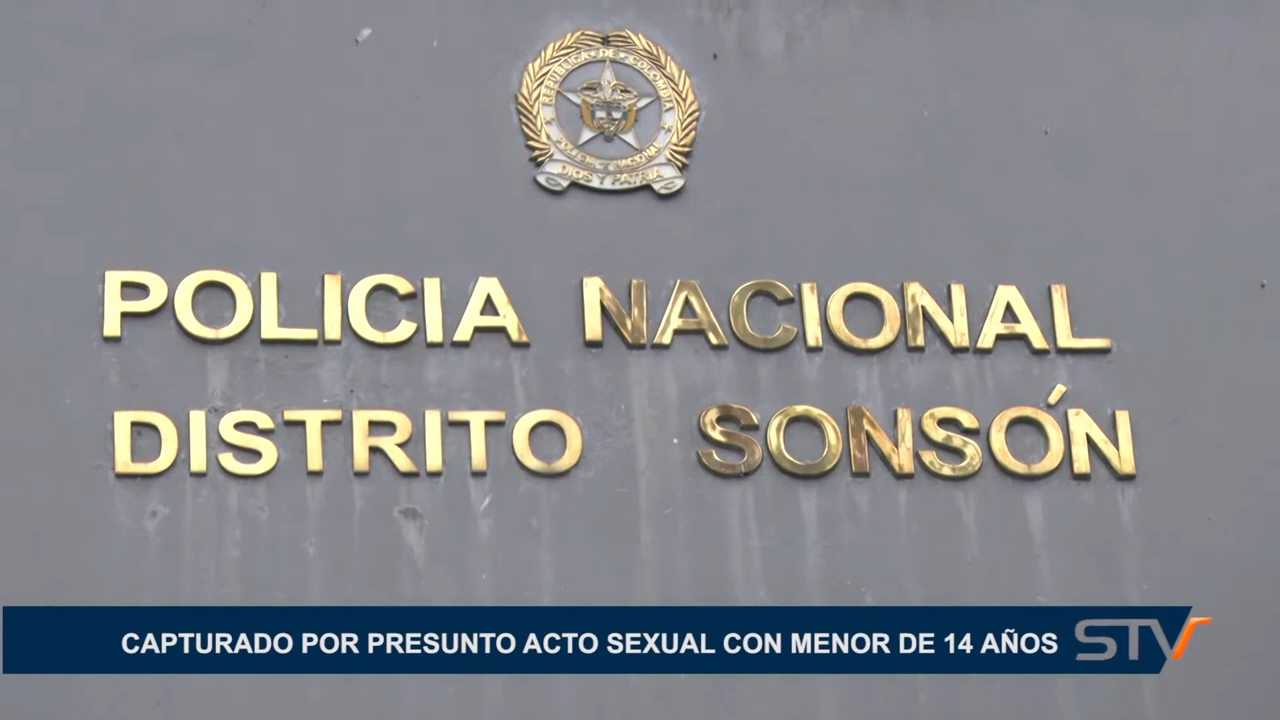 REPUBLICA DE COLOMBIA
POLICIA NACIONAL
DIOS Y PATRIA
POLICIA NACIONAL
DISTRITO SONSÓN
CAPTURADO POR PRESUNTO ACTO SEXUAL CON MENOR DE 14 AÑOS
STV